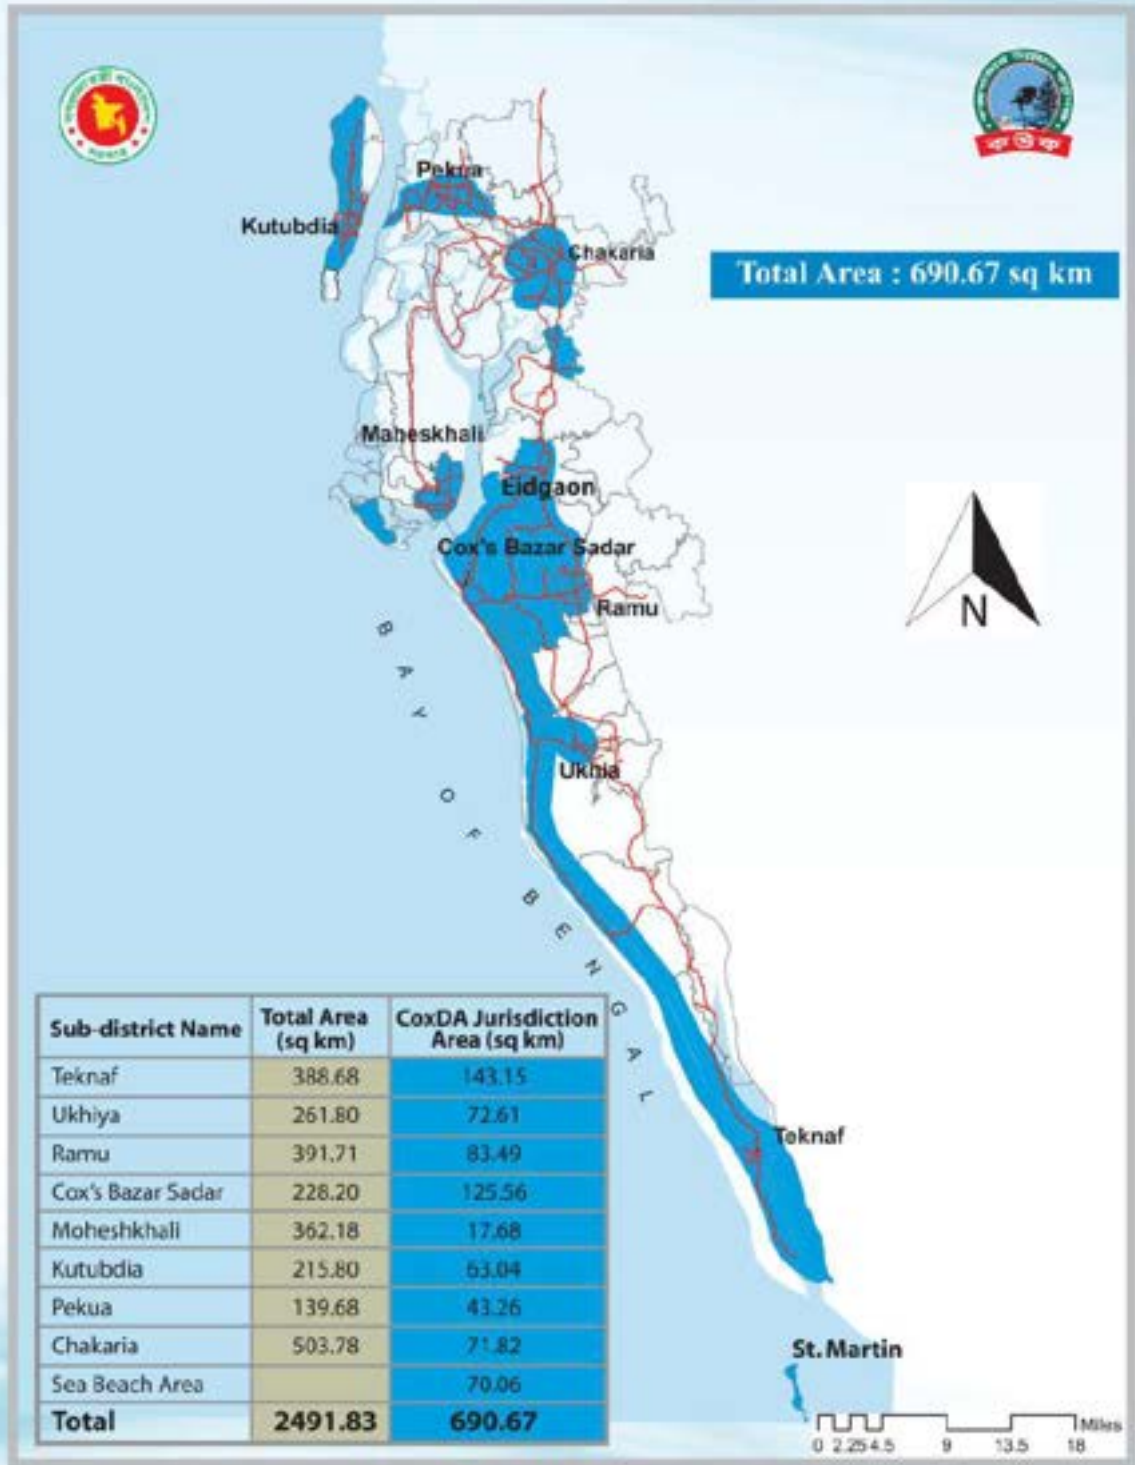 Pekua
Kutubdia
Chakaria
Total Area : 690.67 sq km
Maheskhali
Eidgaon
Cox's Bazar Sadar
Ramu
N
BAY OF BENGAL
Ukhia
Teknaf
St. Martin
Miles
0 2.25 4.5 9 13.5 18
Sub-district Name Total Area (sq km) CoxDA Jurisdiction Area (sq km)
Teknaf 388.68 143.15
Ukhiya 261.80 72.61
Ramu 391.71 83.49
Cox's Bazar Sadar 228.20 125.56
Moheshkhali 362.18 17.68
Kutubdia 215.80 63.04
Pekua 139.68 43.26
Chakaria 503.78 71.82
Sea Beach Area 70.06
Total 2491.83 690.67